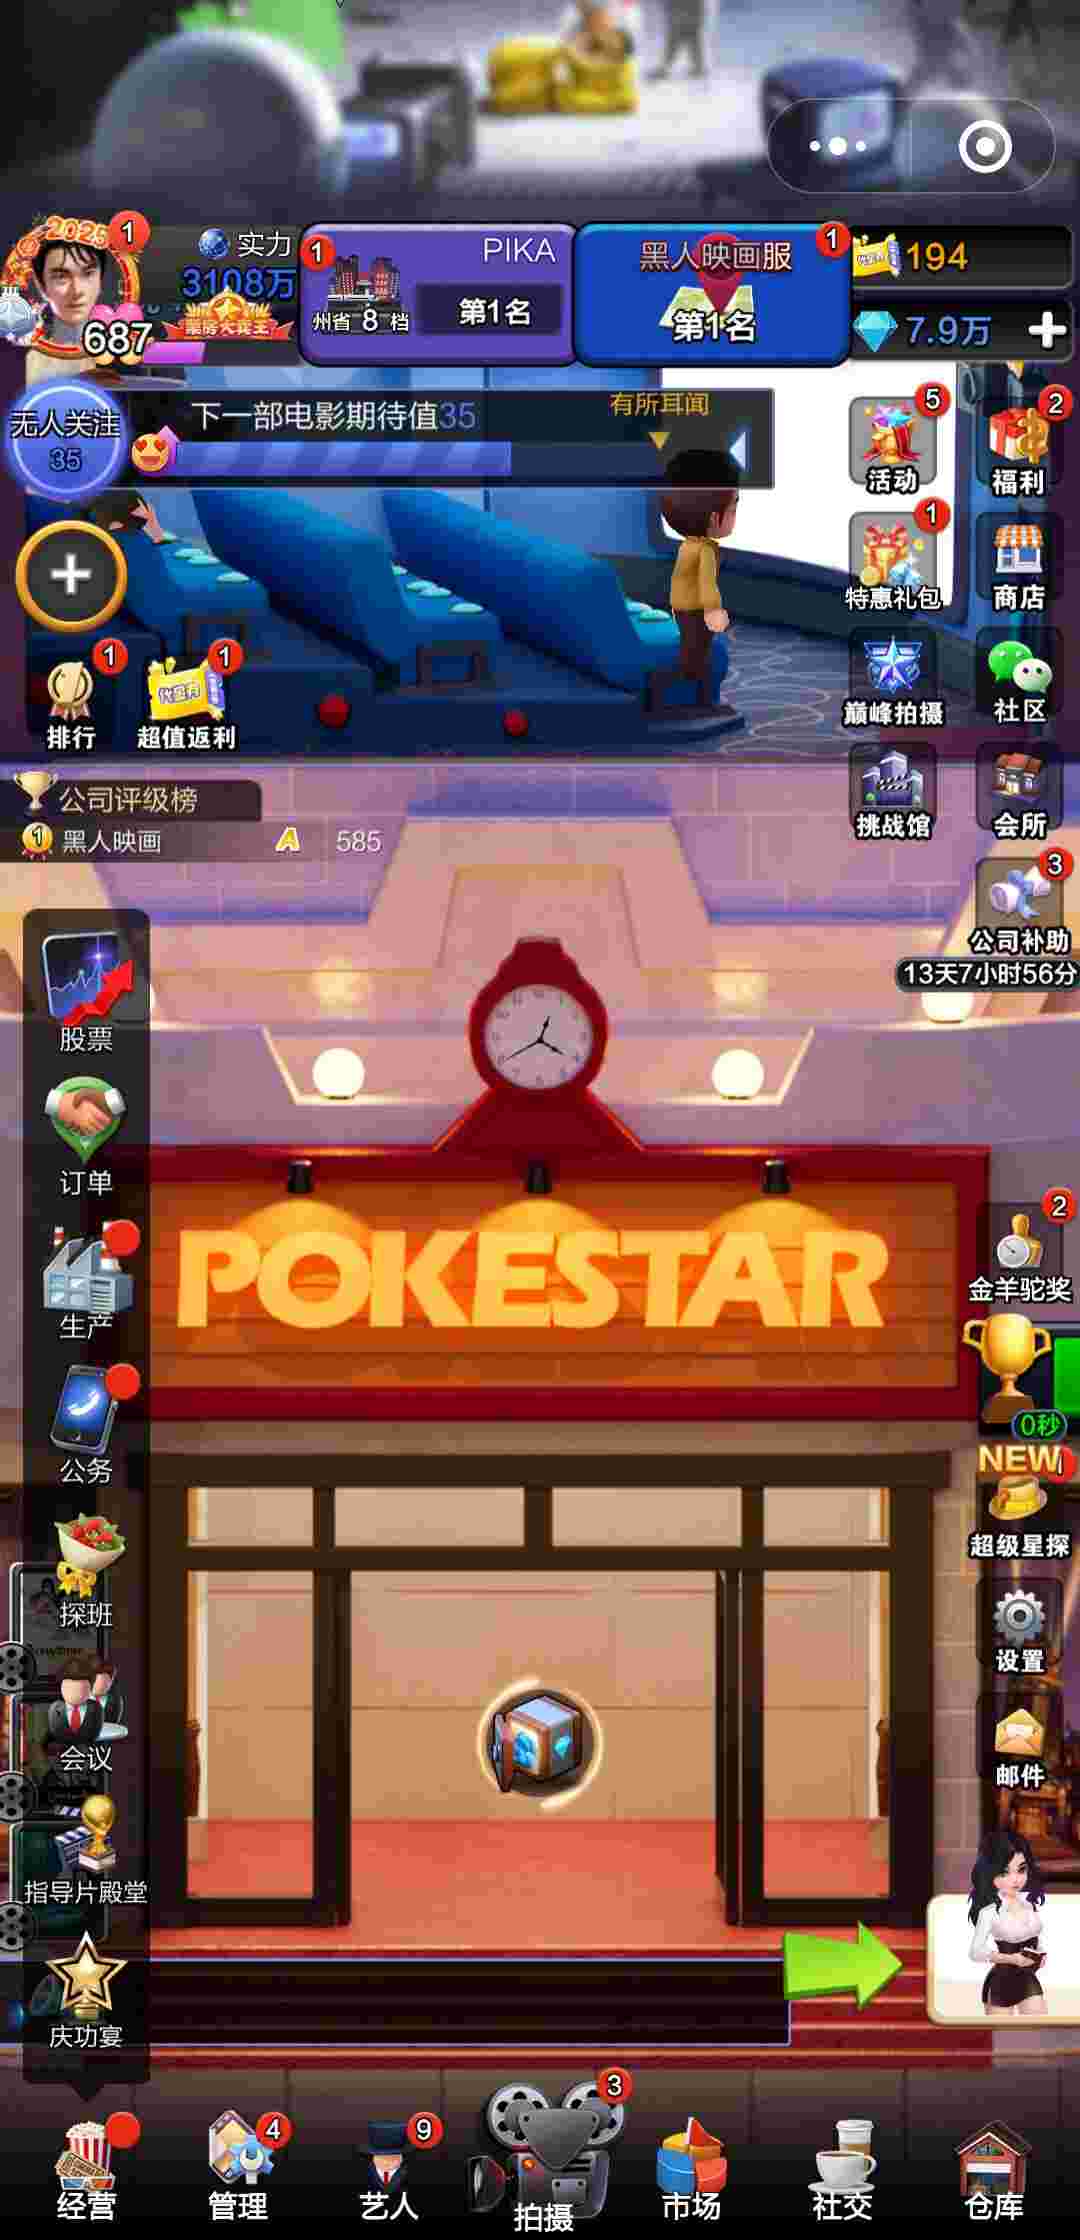 2025
1
实力
3108万
票房大霸主
687
1
PIKA
州省 8 档
第1名
1
黑人映画服
第1名
代金券
194
7.9万
无人关注
35
下一部电影期待值35
有所耳闻
5
活动
2
福利
1
特惠礼包
商店
1
排行
1
代金券
超值返利
巅峰拍摄
社区
挑战馆
会所
公司评级榜
1
黑人映画
A
585
3
公司补助
13天7小时56分
股票
订单
生产
公务
探班
会议
指导片殿堂
庆功宴
POKESTAR
2
金羊驼奖
0秒
NEW
超级星探
设置
邮件
经营
4
管理
9
艺人
3
拍摄
市场
社交
仓库